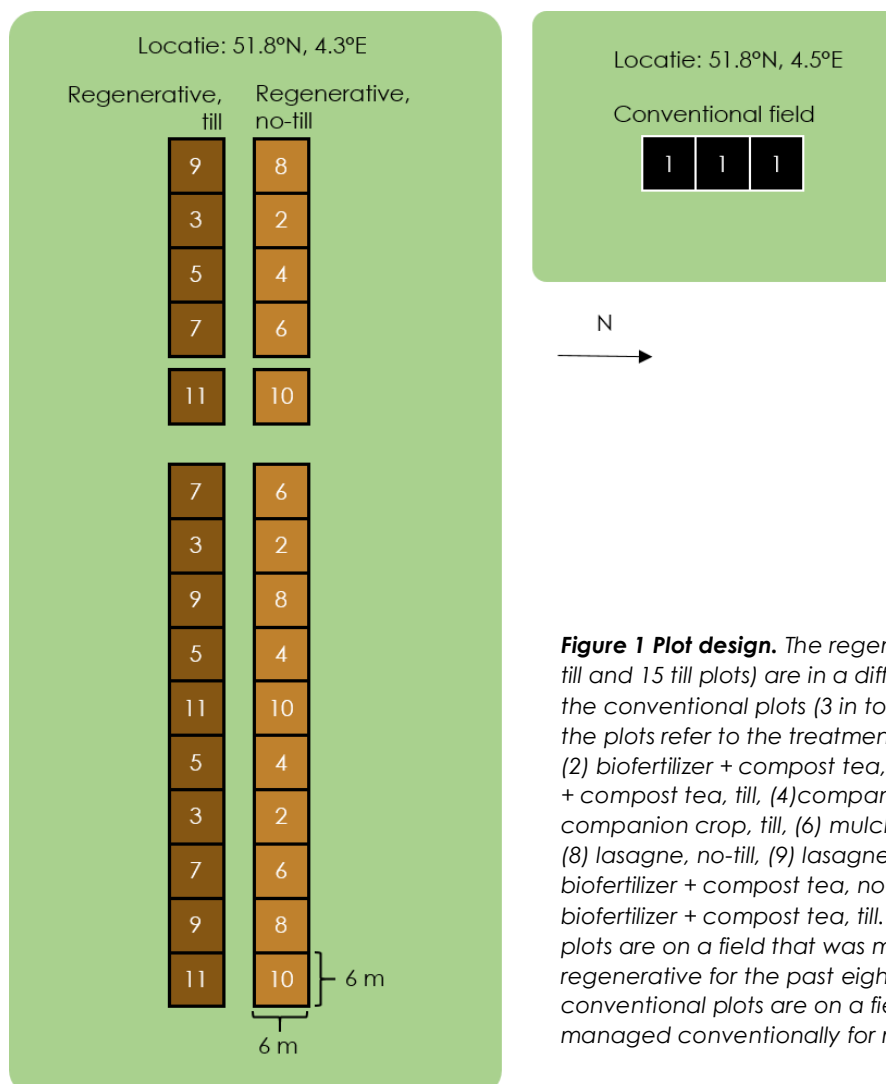 Locatie: 51.8°N, 4.3°E
Regenerative, till
Regenerative, no-till
9 8
3 2
5 4
7 6
11 10
7 6
3 2
9 8
5 4
11 10
5 4
3 2
7 6
9 8
11 10
6 m
6 m
Locatie: 51.8°N, 4.5°E
Conventional field
1 1 1
N
Figure 1 Plot design. The regener
till and 15 till plots) are in a diff
the conventional plots (3 in to
the plots refer to the treatmen
(2) biofertilizer + compost tea,
+ compost tea, till, (4)compan
companion crop, till, (6) mulch
(8) lasagne, no-till, (9) lasagne
biofertilizer + compost tea, no
biofertilizer + compost tea, till.
plots are on a field that was m
regenerative for the past eigh
conventional plots are on a fie
managed conventionally for